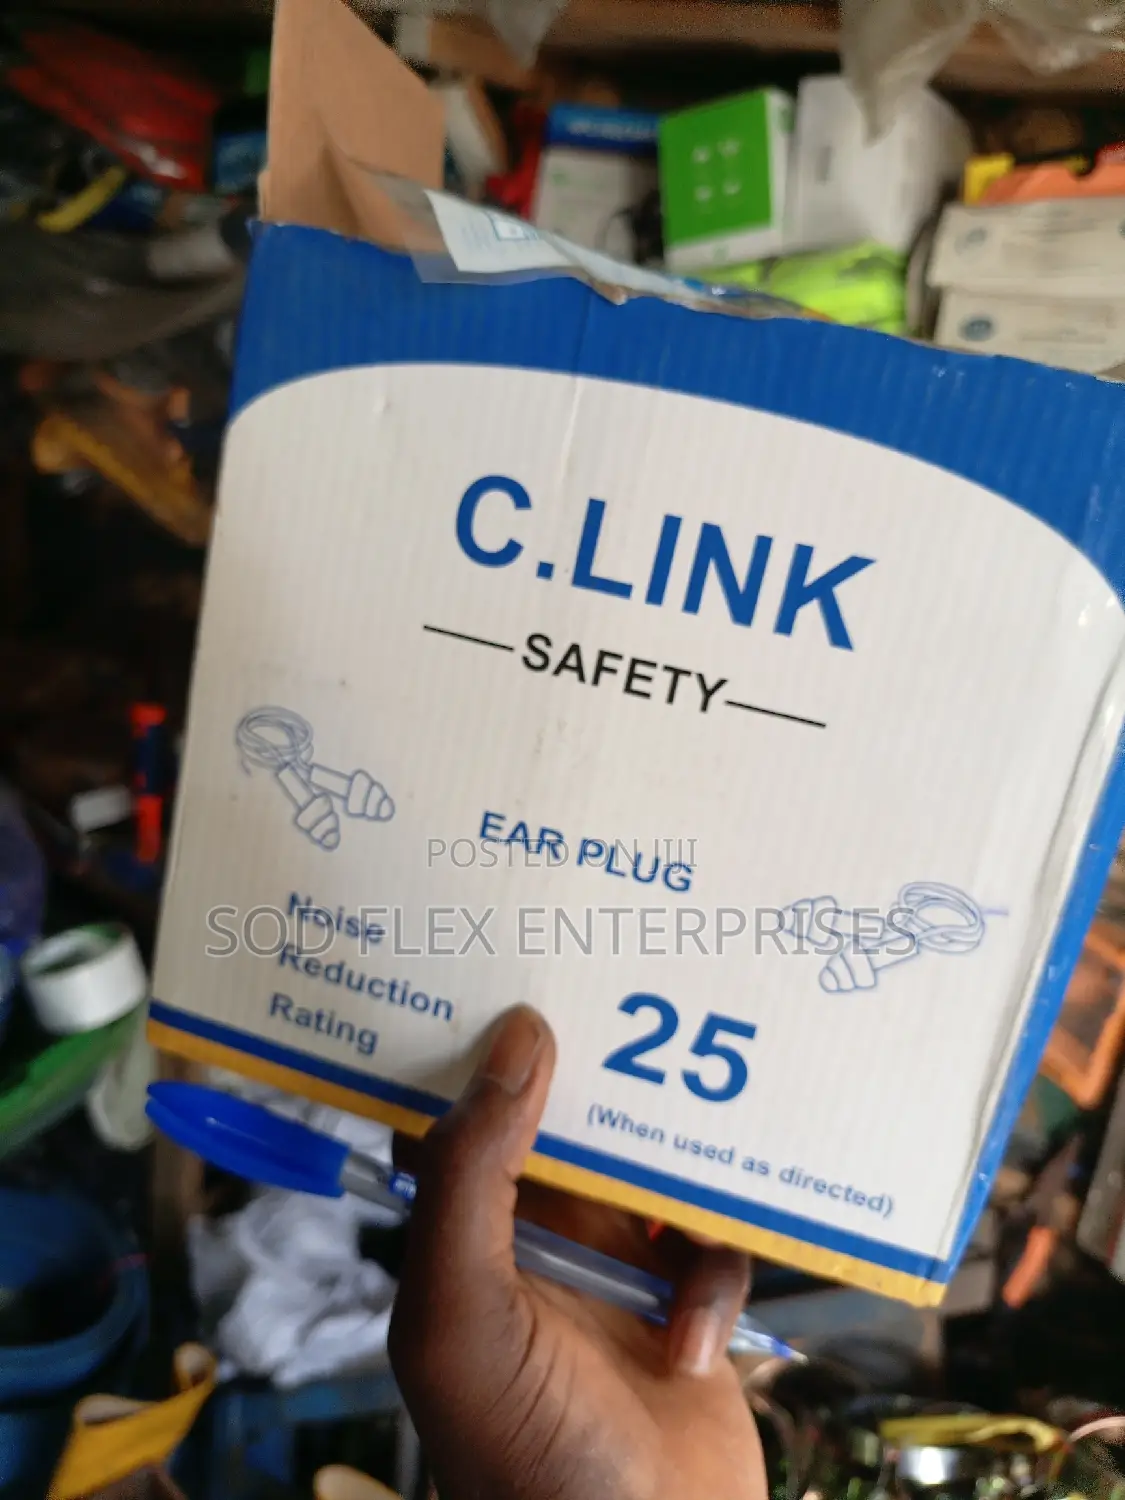 C.LINK
SAFETY
EAR PLUG
POSTED ON JIJI
SOD-FLEX ENTERPRISES
Noise
Reduction
Rating
25
(When used as directed)